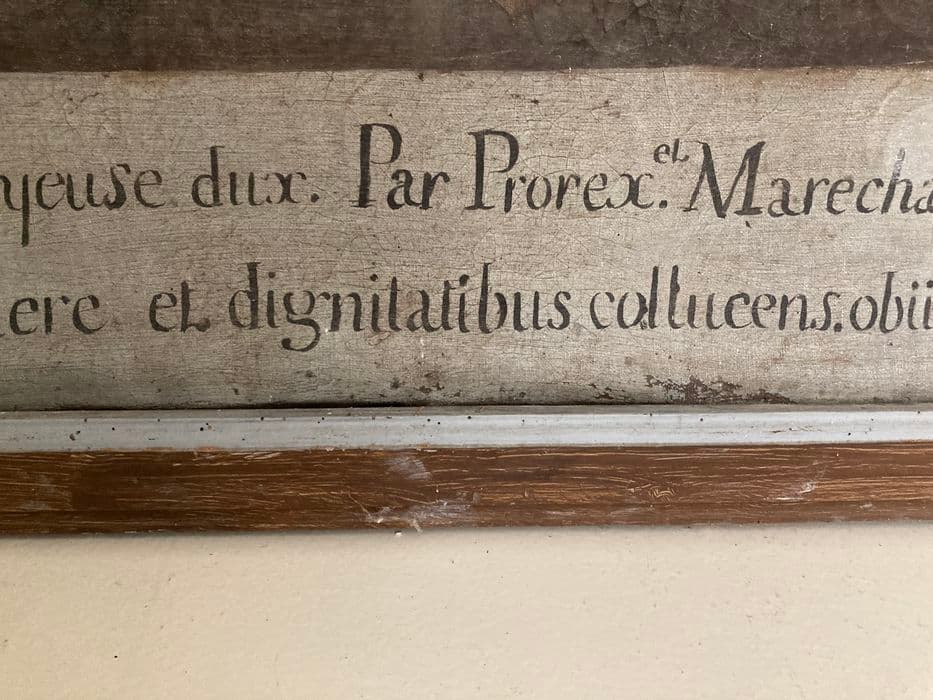 yeuse dux. Par Prorex. et Marecha
ere et dignitatibus collucens. obii